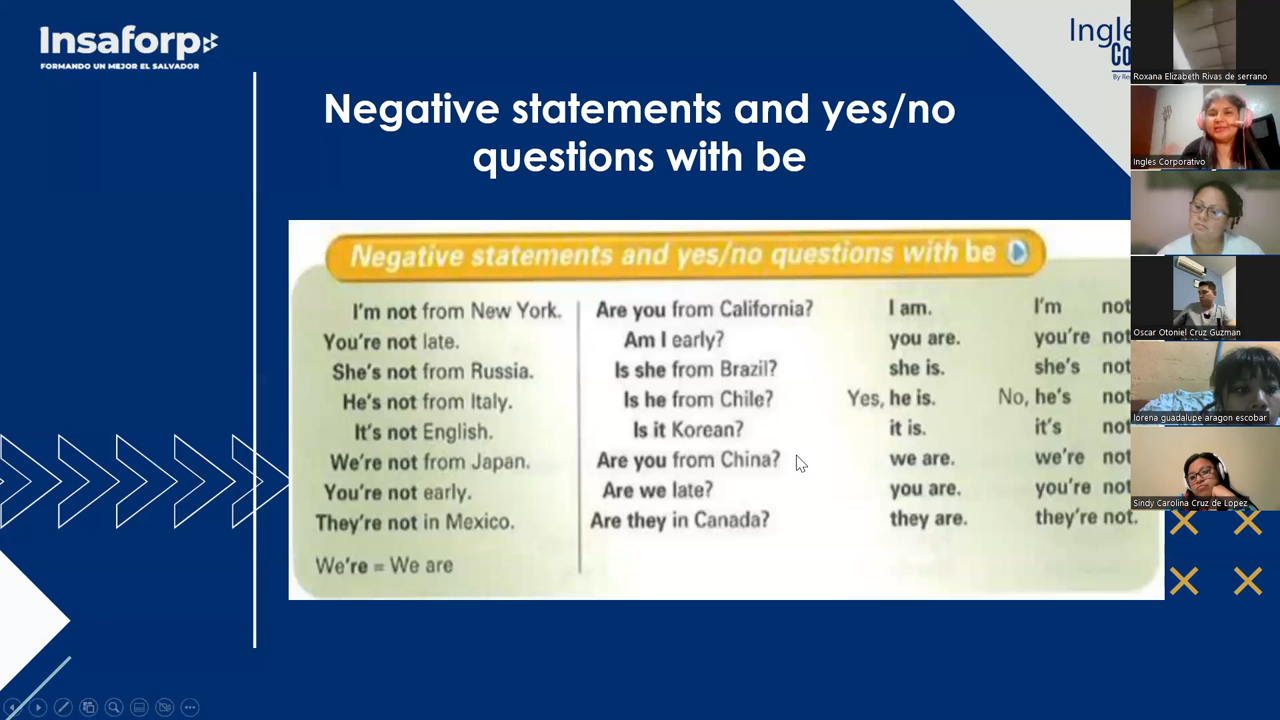 Insaforp
FORMANDO UN MEJOR EL SALVADOR
Negative statements and yes/no
questions with be
Negative statements and yes/no questions with be
I'm not from New York.
You're not late.
She's not from Russia.
He's not from Italy.
It's not English.
We're not from Japan.
You're not early.
They're not in Mexico.
We're = We are
Are you from California?
Am I early?
Is she from Brazil?
Is he from Chile?
Is it Korean?
Are you from China?
Are we late?
Are they in Canada?
I am.
you are.
she is.
Yes, he is.
it is.
we are.
you are.
they are.
I'm not
you're not
she's not
No, he's not
it's not
we're not
you're not
they're not.
Roxana Elizabeth Rivas de serrano
Ingles Corporativo
Oscar Otoniel Cruz Guzman
lorena guadalupe aragon escobar
Sindy Carolina Cruz de Lopez